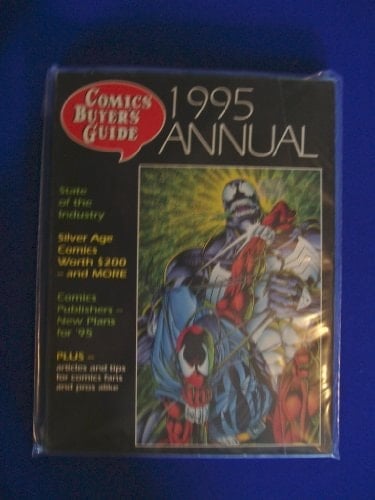 COMICS
BUYER'S
GUIDE
1995
ANNUAL
State
of the
Industry
Silver Age
Comics
Worth $200
– and MORE
Comics
Publishers –
New Plans
for '95
PLUS –
articles and tips
for comics fans
and pros alike